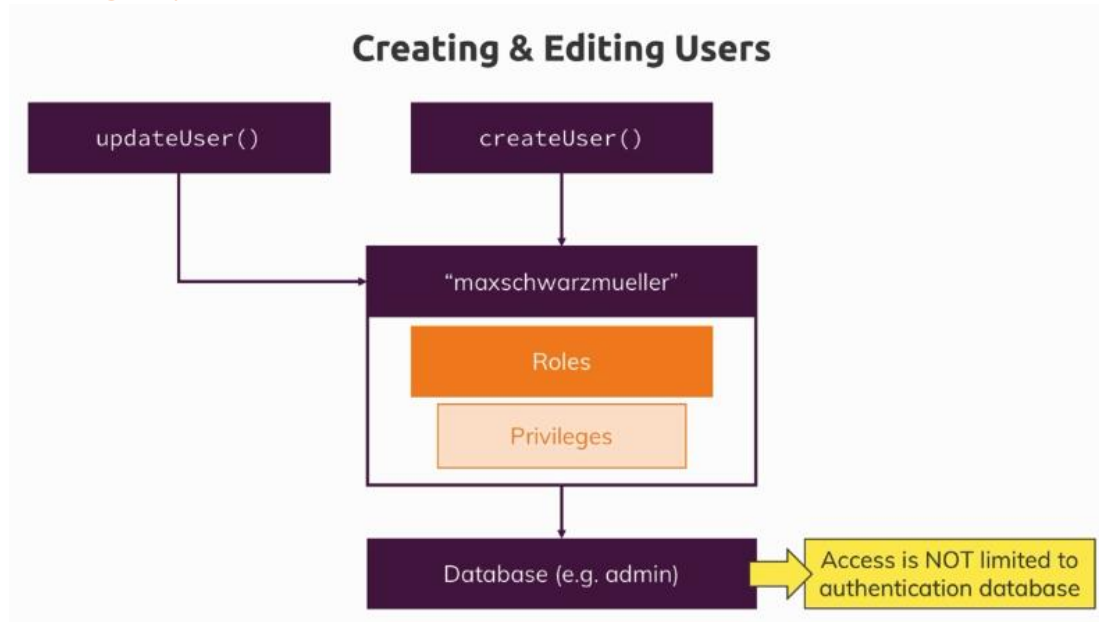 Creating & Editing Users
updateUser()
createUser()
“maxschwarzmueller”
Roles
Privileges
Database (e.g. admin)
Access is NOT limited to
authentication database